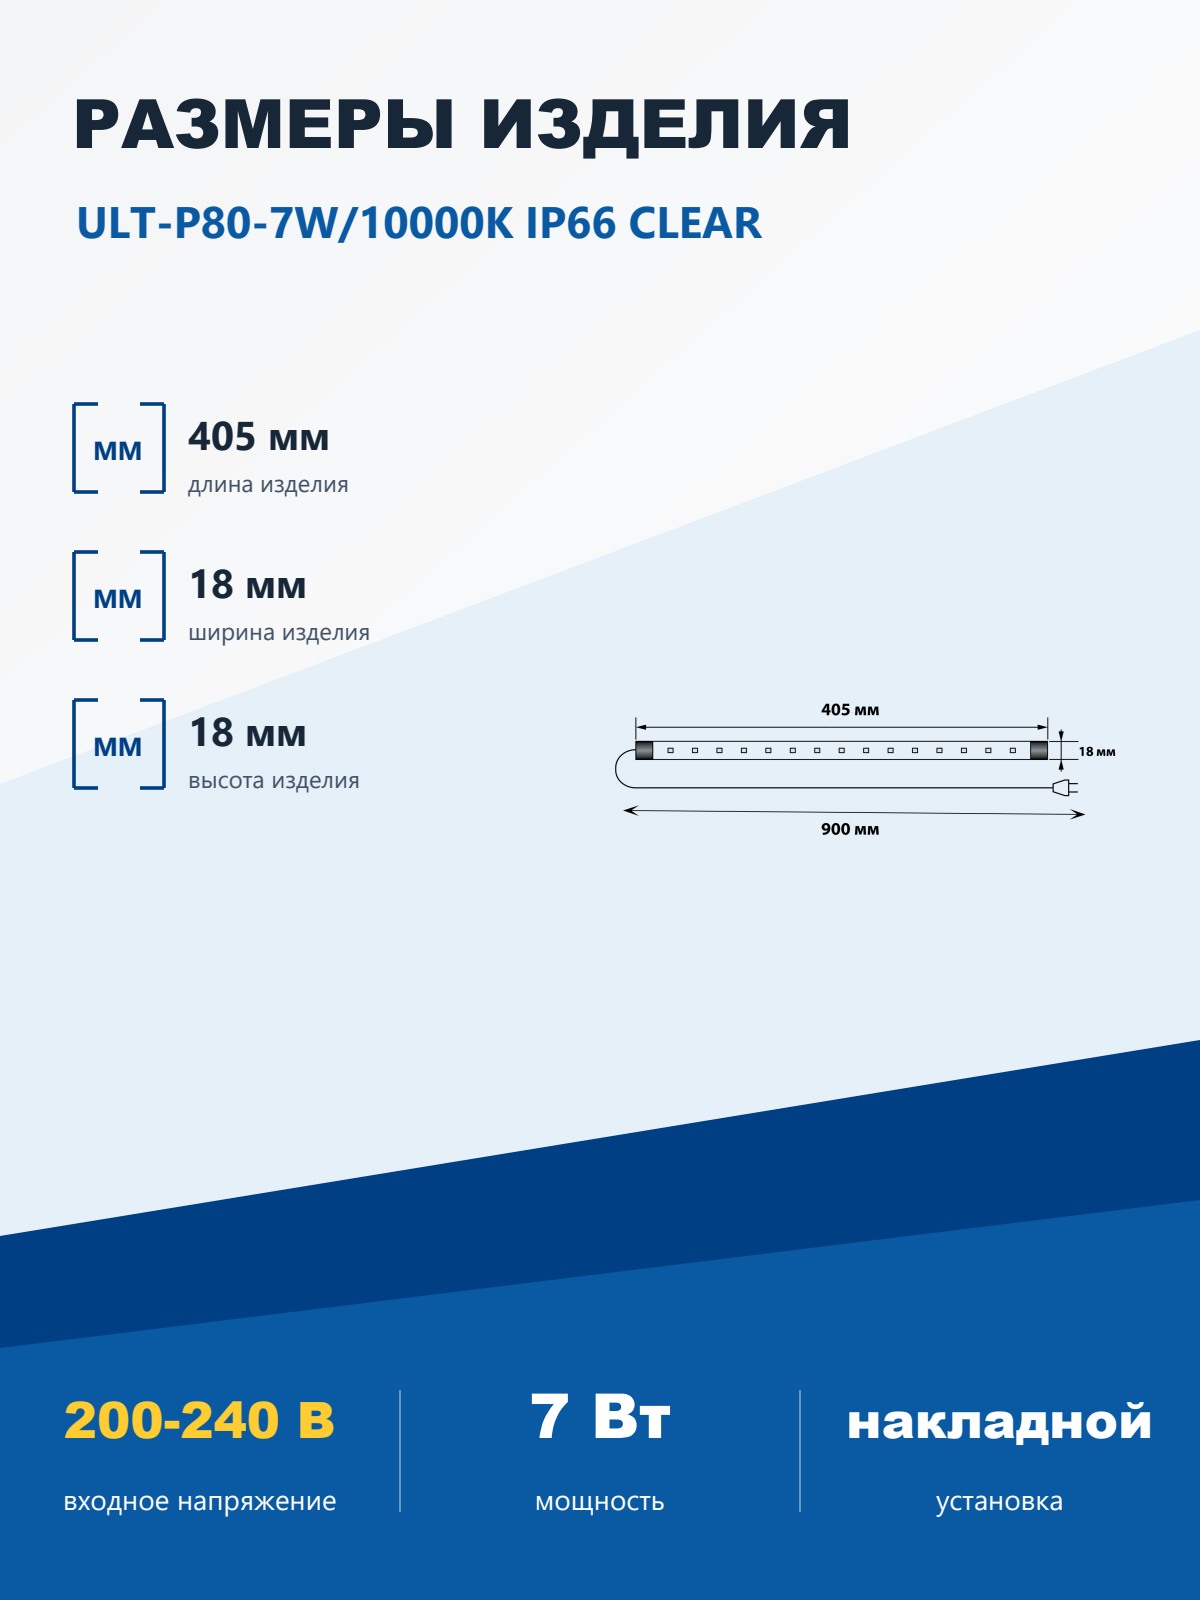 РАЗМЕРЫ ИЗДЕЛИЯ
ULT-P80-7W/10000K IP66 CLEAR
мм
405 мм
длина изделия
мм
18 мм
ширина изделия
мм
18 мм
высота изделия
405 мм
18 мм
900 мм
200-240 В
входное напряжение
7 Вт
мощность
накладной
установка